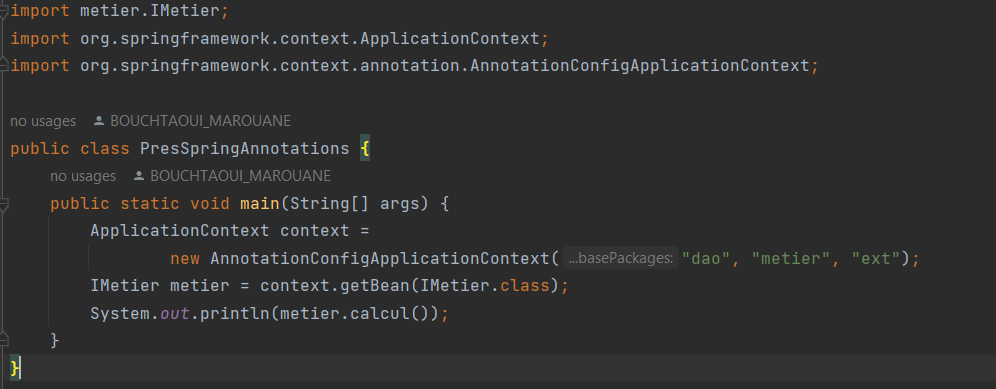 import metier.IMetier;
import org.springframework.context.ApplicationContext;
import org.springframework.context.annotation.AnnotationConfigApplicationContext;
no usages BOUCHTAOUI_MAROUANE
public class PresSpringAnnotations {
no usages BOUCHTAOUI_MAROUANE
public static void main(String[] args) {
ApplicationContext context =
new AnnotationConfigApplicationContext( ...basePackages: "dao", "metier", "ext");
IMetier metier = context.getBean(IMetier.class);
System.out.println(metier.calcul());
}
}